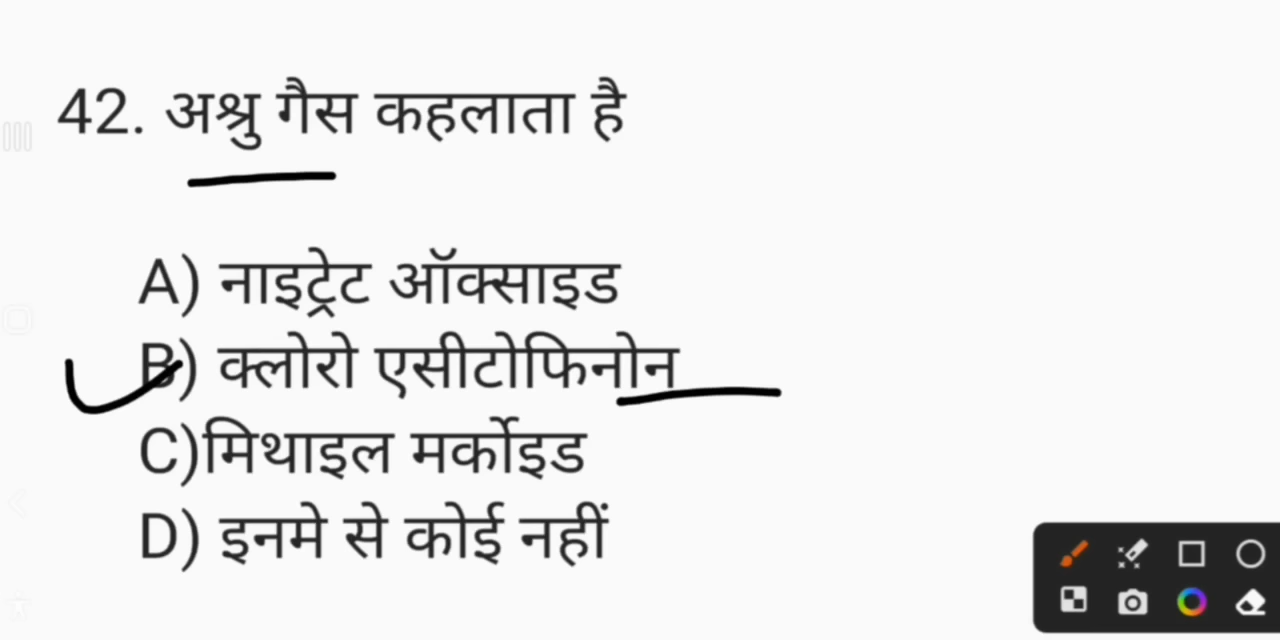 42. अश्रु गैस कहलाता है
A) नाइट्रेट ऑक्साइड
B) क्लोरो एसीटोफिनोन
C)मिथाइल मर्कोइड
D) इनमे से कोई नहीं